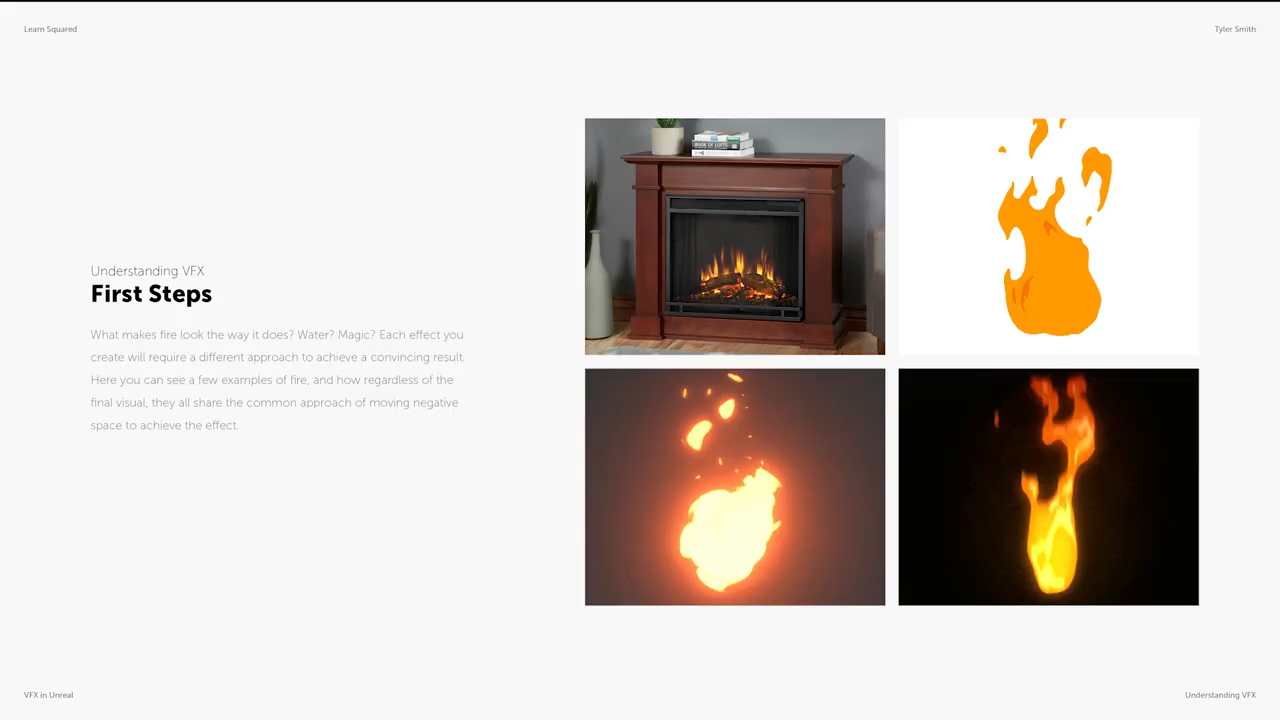 Learn Squared
Tyler Smith
BOOK OF LOFTS
Understanding VFX
First Steps
What makes fire look the way it does? Water? Magic? Each effect you
create will require a different approach to achieve a convincing result.
Here you can see a few examples of fire, and how regardless of the
final visual, they all share the common approach of moving negative
space to achieve the effect.
VFX in Unreal
Understanding VFX